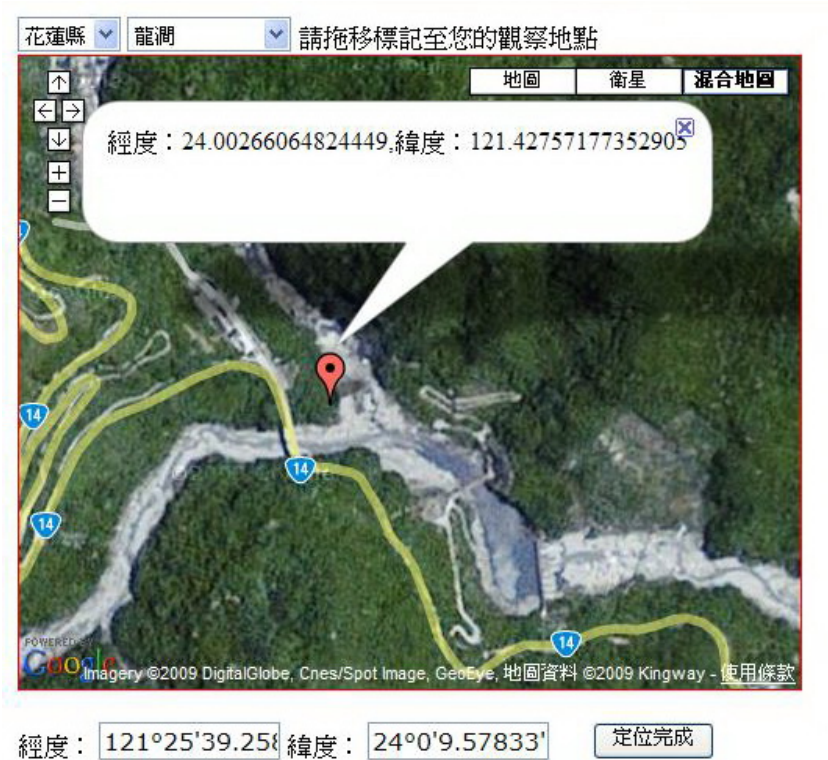 花蓮縣 龍澗 請拖移標記至您的觀察地點
地圖 衛星 混合地圖
經度：24.00266064824449,緯度：121.42757177352905
14
14
14
14
POWERED BY
Google
Imagery ©2009 DigitalGlobe, Cnes/Spot Image, GeoEye, 地圖資料 ©2009 Kingway - 使用條款
經度： 121°25'39.258 緯度： 24°0'9.57833' 定位完成